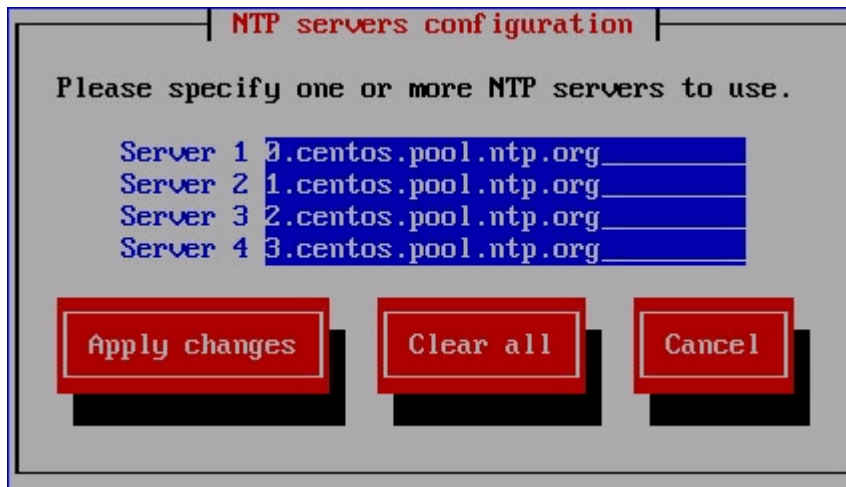 NTP servers configuration
Please specify one or more NTP servers to use.
Server 1 0.centos.pool.ntp.org
Server 2 1.centos.pool.ntp.org
Server 3 2.centos.pool.ntp.org
Server 4 3.centos.pool.ntp.org
Apply changes Clear all Cancel